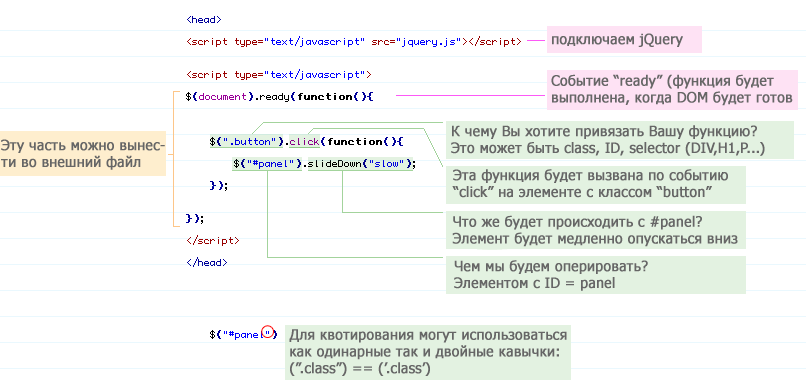 <head>
<script type="text/javascript" src="jquery.js"></script>
подключаем jQuery
<script type="text/javascript">
$(document).ready(function(){
Событие “ready” (функция будет
выполнена, когда DOM будет готов
Эту часть можно вынес-
ти во внешний файл
$(".button").click(function(){
К чему Вы хотите привязать Вашу функцию?
Это может быть class, ID, selector (DIV,H1,P...)
$("#panel").slideDown("slow");
Эта функция будет вызвана по событию
“click” на элементе с классом “button”
});
Что же будет происходить с #panel?
Элемент будет медленно опускаться вниз
});
</script>
</head>
Чем мы будем оперировать?
Элементом с ID = panel
$("#panel")
Для квотирования могут использоваться
как одинарные так и двойные кавычки:
(”.class”) == (’.class’)